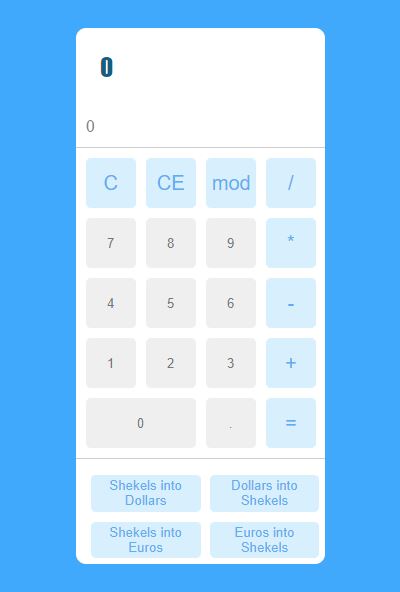 0
0
C CE mod /
7 8 9 *
4 5 6 -
1 2 3 +
0 . =
Shekels into
Dollars
Dollars into
Shekels
Shekels into
Euros
Euros into
Shekels